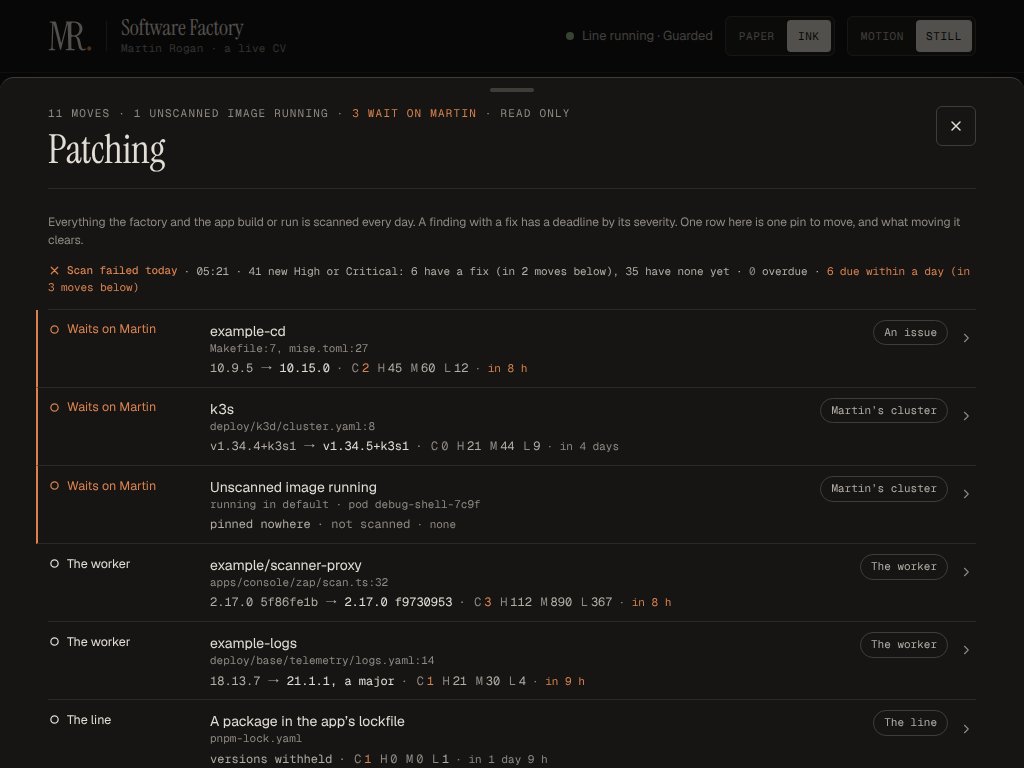 MR.
Software Factory
Martin Rogan · a live CV
Line running · Guarded
PAPER
INK
MOTION
STILL
11 MOVES · 1 UNSCANNED IMAGE RUNNING · 3 WAIT ON MARTIN · READ ONLY
Patching
Everything the factory and the app build or run is scanned every day. A finding with a fix has a deadline by its severity. One row here is one pin to move, and what moving it
clears.
Scan failed today · 05:21 · 41 new High or Critical: 6 have a fix (in 2 moves below), 35 have none yet · 0 overdue · 6 due within a day (in
3 moves below)
Waits on Martin
example-cd
An issue
Makefile:7, mise.toml:27
10.9.5 → 10.15.0 · C 2 H 45 M 60 L 12 · in 8 h
Waits on Martin
k3s
Martin's cluster
deploy/k3d/cluster.yaml:8
v1.34.4+k3s1 → v1.34.5+k3s1 · C 0 H 21 M 44 L 9 · in 4 days
Waits on Martin
Unscanned image running
Martin's cluster
running in default · pod debug-shell-7c9f
pinned nowhere · not scanned · none
The worker
example/scanner-proxy
The worker
apps/console/zap/scan.ts:32
2.17.0 5f86fe1b → 2.17.0 f9730953 · C 3 H 112 M 890 L 367 · in 8 h
The worker
example-logs
The worker
deploy/base/telemetry/logs.yaml:14
18.13.7 → 21.1.1, a major · C 1 H 21 M 30 L 4 · in 9 h
The line
A package in the app's lockfile
The line
pnpm-lock.yaml
versions withheld · C 1 H 0 M 0 L 1 · in 1 day 9 h